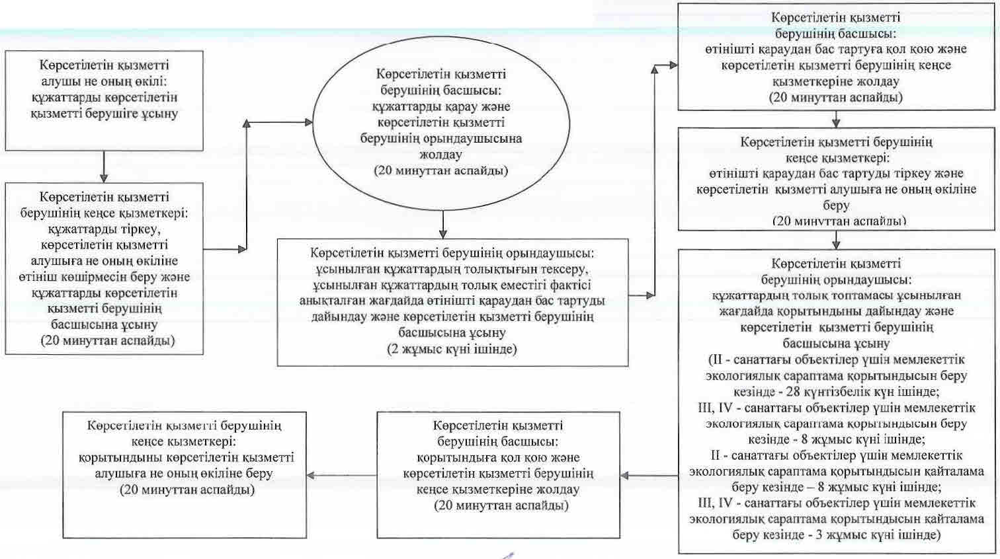 Көрсетілетін қызметті
алушы не оның өкілі:
құжаттарды көрсетілетін
қызметті берушіге ұсыну
Көрсетілетін қызметті
берушінің кеңсе қызметкері:
құжаттарды тіркеу,
көрсетілетін қызметті
алушыға не оның өкіліне
өтініш көшірмесін беру және
құжаттарды көрсетілетін
қызметті берушінің
басшысына ұсыну
(20 минуттан аспайды)
Көрсетілетін қызметті
берушінің басшысы:
құжаттарды қарау және
көрсетілетін қызметті
берушінің орындаушысына
жолдау
(20 минуттан аспайды)
Көрсетілетін қызметті берушінің орындаушысы:
ұсынылған құжаттардың толықтығын тексеру,
ұсынылған құжаттардың толық еместігі фактісі
анықталған жағдайда өтінішті қараудан бас тартуды
дайындау және көрсетілетін қызметті берушінің
басшысына ұсыну
(2 жұмыс күні ішінде)
Көрсетілетін қызметті
берушінің басшысы:
өтінішті қараудан бас тартуға қол қою және
көрсетілетін қызметті берушінің кеңсе
қызметкеріне жолдау
(20 минуттан аспайды)
Көрсетілетін қызметті берушінің
кеңсе қызметкері:
өтінішті қараудан бас тартуды тіркеу және
көрсетілетін қызметті алушыға не оның өкіліне
беру
(20 минуттан аспайды)
Көрсетілетін қызметті
берушінің орындаушысы:
құжаттардың толық топтамасы ұсынылған
жағдайда қорытындыны дайындау және
көрсетілетін қызметті берушінің
басшысына ұсыну
(II - санаттағы объектілер үшін мемлекеттік
экологиялық сараптама қорытындысын беру
кезінде - 28 күнтізбелік күн ішінде;
III, IV - санаттағы объектілер үшін мемлекеттік
экологиялық сараптама қорытындысын беру
кезінде - 8 жұмыс күні ішінде;
II - санаттағы объектілер үшін мемлекеттік
экологиялық сараптама қорытындысын қайталама
беру кезінде – 8 жұмыс күні ішінде;
III, IV - санаттағы объектілер үшін мемлекеттік
экологиялық сараптама қорытындысын қайталама
беру кезінде - 3 жұмыс күні ішінде)
Көрсетілетін қызметті
берушінің басшысы:
қорытындыға қол қою және
көрсетілетін қызметті берушінің
кеңсе қызметкеріне жолдау
(20 минуттан аспайды)
Көрсетілетін қызметті берушінің
кеңсе қызметкері:
қорытындыны көрсетілетін қызметті
алушыға не оның өкіліне беру
(20 минуттан аспайды)